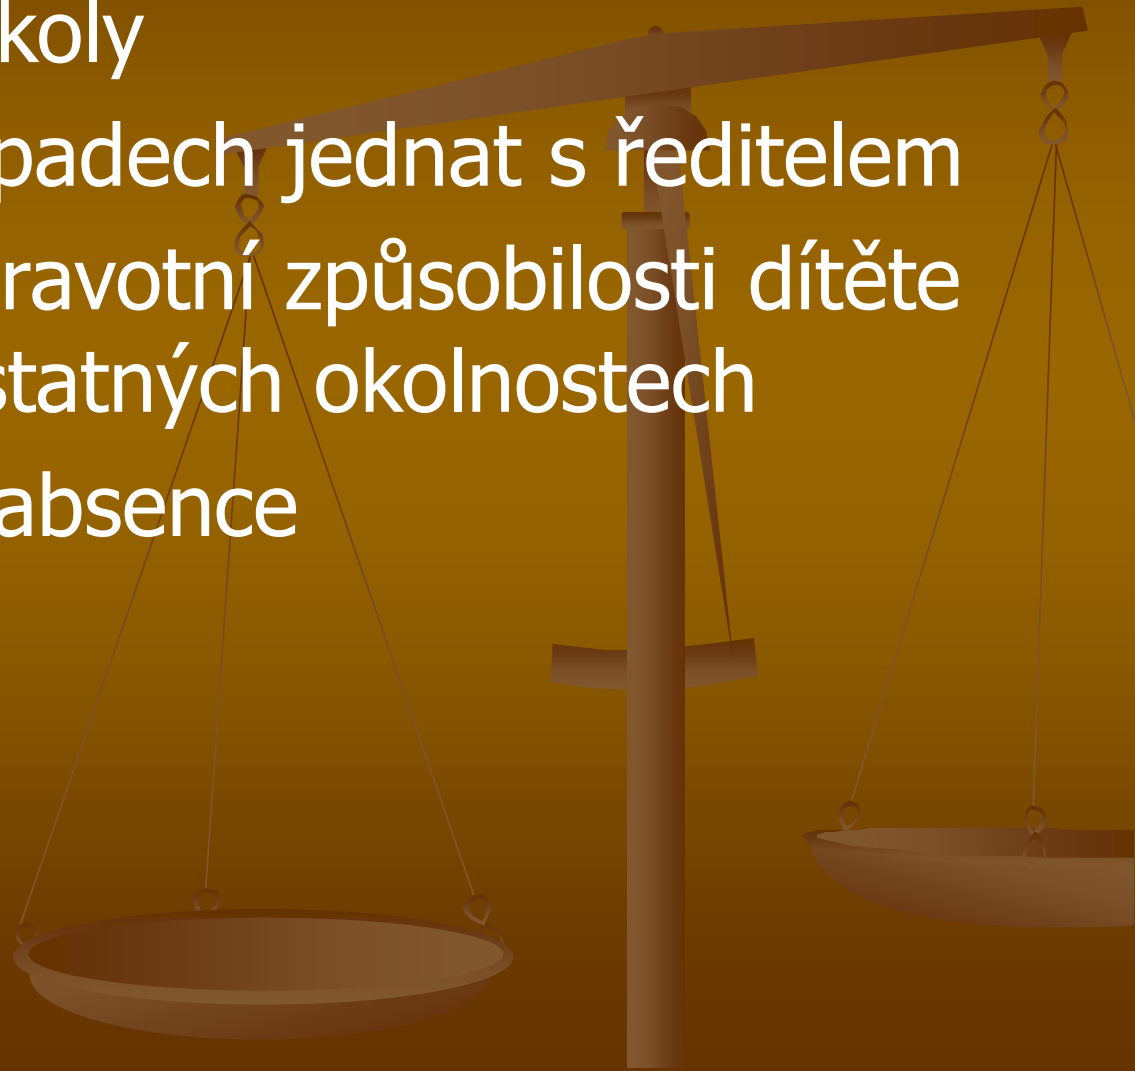 koly
padech jednat s ředitelem
ravotní způsobilosti dítěte
statných okolnostech
absence